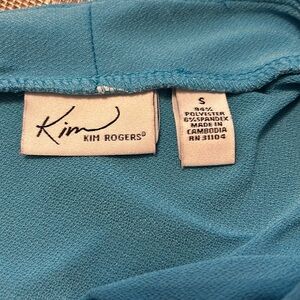 Kim
KIM ROGERS®
S
94%
POLYESTER
6% SPANDEX
MADE IN
CAMBODIA
RN 31104